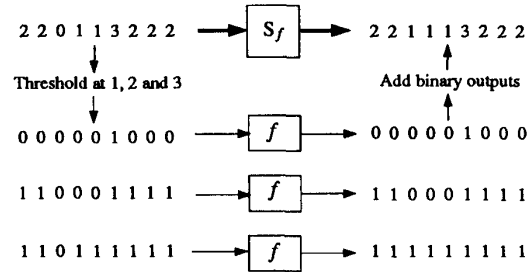 2 2 0 1 1 3 2 2 2 S_f 2 2 1 1 1 3 2 2 2
Threshold at 1, 2 and 3 Add binary outputs
0 0 0 0 0 1 0 0 0 f 0 0 0 0 0 1 0 0 0
1 1 0 0 0 1 1 1 1 f 1 1 0 0 0 1 1 1 1
1 1 0 1 1 1 1 1 1 f 1 1 1 1 1 1 1 1 1